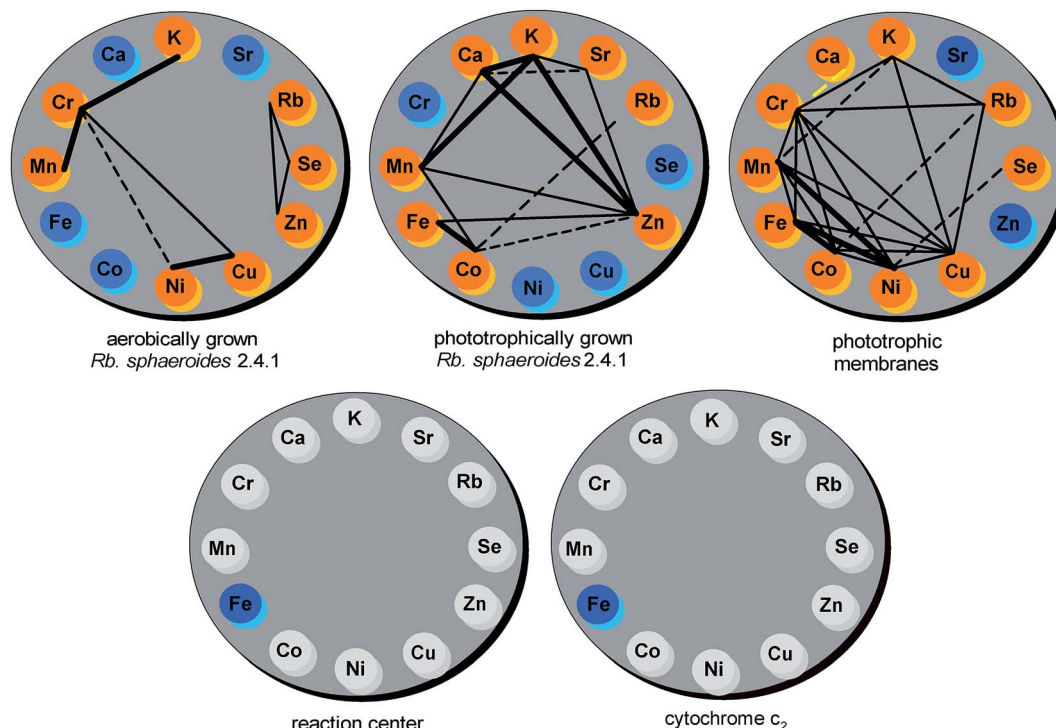 K
Ca
Sr
Cr
Rb
Mn
Se
Fe
Zn
Co
Cu
Ni
aerobically grown
Rb. sphaeroides 2.4.1
K
Ca
Sr
Cr
Rb
Mn
Se
Fe
Zn
Co
Cu
Ni
phototrophically grown
Rb. sphaeroides 2.4.1
K
Ca
Sr
Cr
Rb
Mn
Se
Fe
Zn
Co
Cu
Ni
phototrophic
membranes
K
Ca
Sr
Cr
Rb
Mn
Se
Fe
Zn
Co
Cu
Ni
reaction center
K
Ca
Sr
Cr
Rb
Mn
Se
Fe
Zn
Co
Cu
Ni
cytochrome c₂